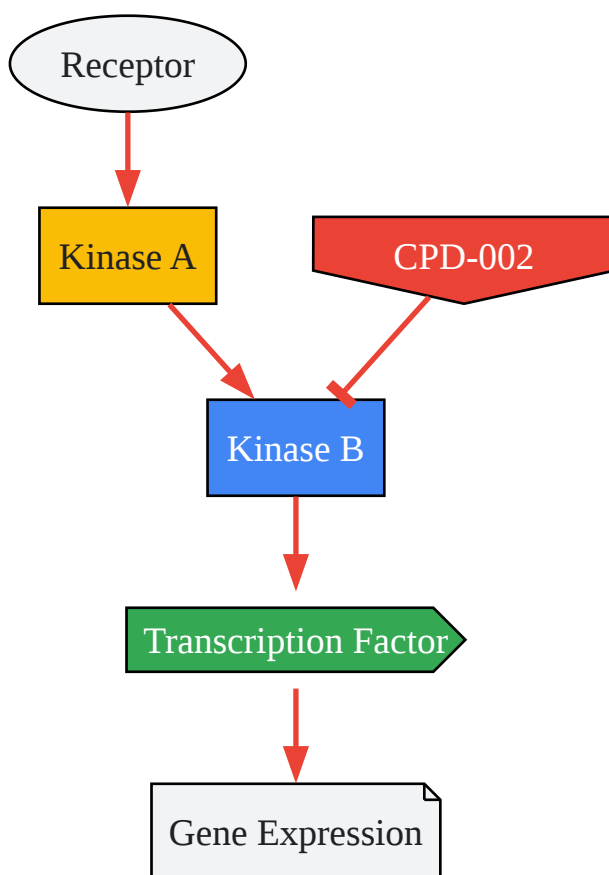 Receptor
Kinase A
CPD-002
Kinase B
Transcription Factor
Gene Expression